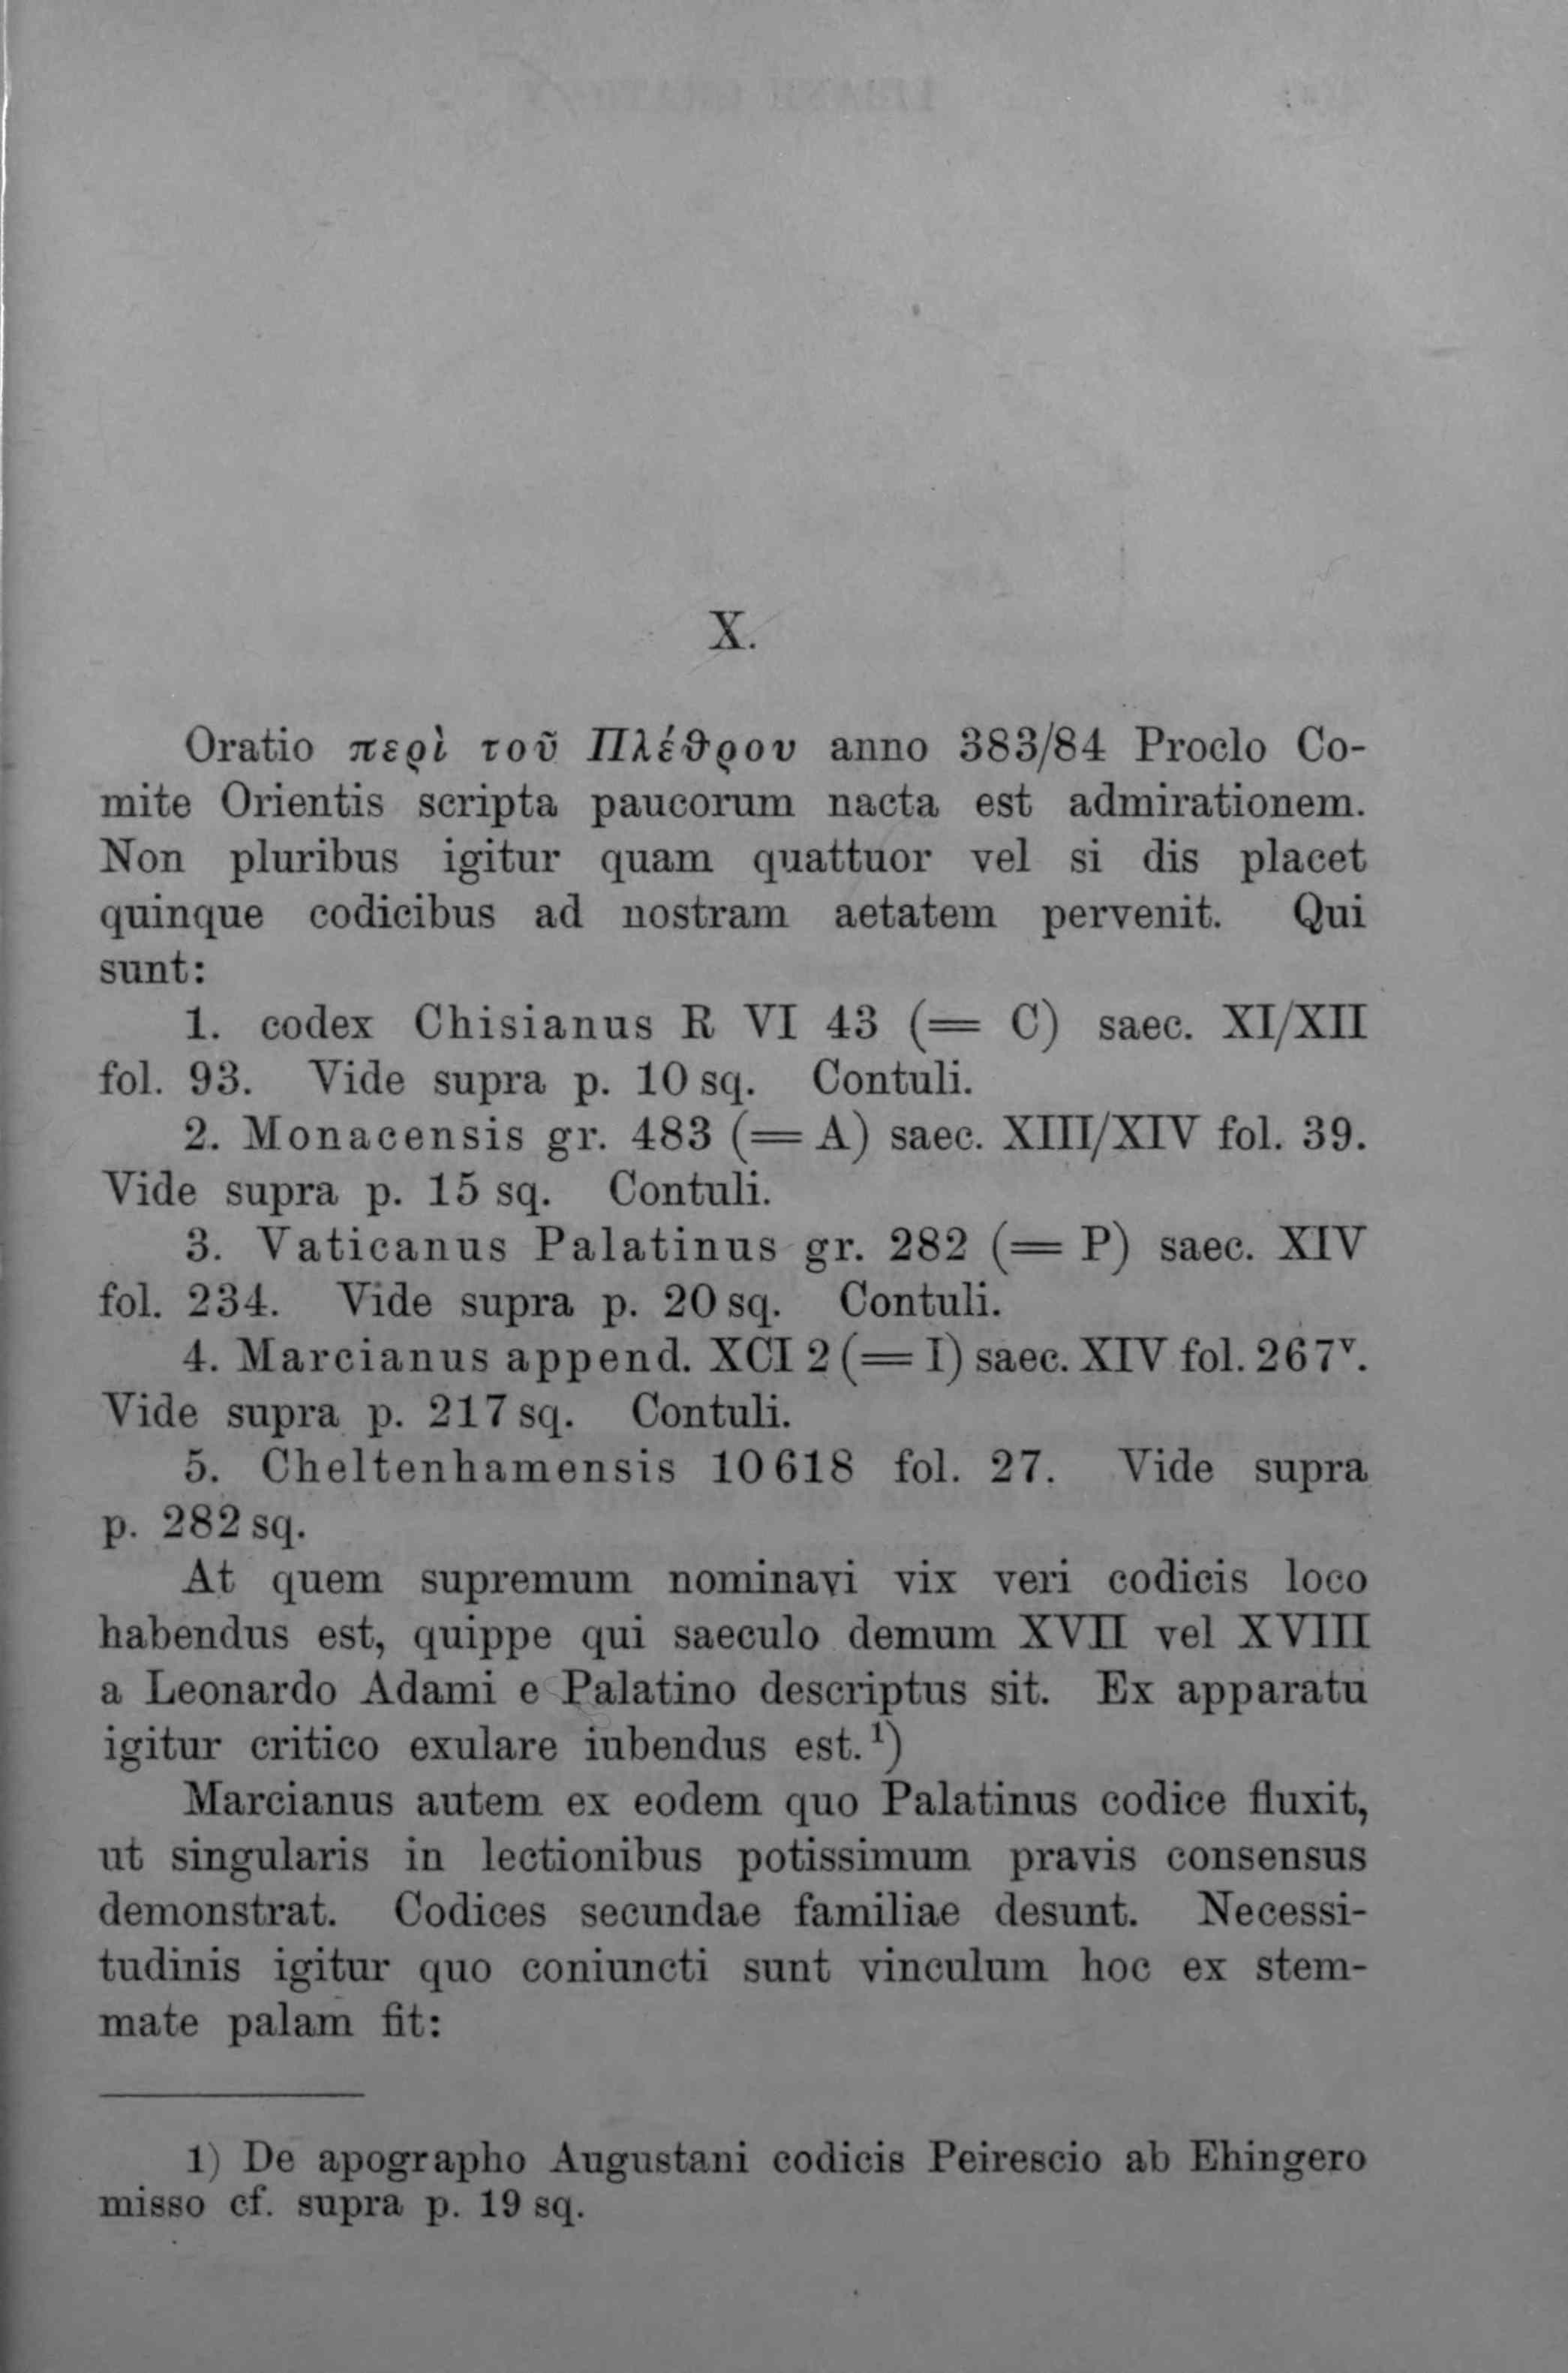 X.
Oratio περὶ τοῦ Πλέθρου anno 383/84 Proclo Co-
mite Orientis scripta paucorum nacta est admirationem.
Non pluribus igitur quam quattuor vel si dis placet
quinque codicibus ad nostram aetatem pervenit. Qui
sunt:
1. codex Chisianus R VI 43 (= C) saec. XI/XII
fol. 93. Vide supra p. 10 sq. Contuli.
2. Monacensis gr. 483 (= A) saec. XIII/XIV fol. 39.
Vide supra p. 15 sq. Contuli.
3. Vaticanus Palatinus gr. 282 (= P) saec. XIV
fol. 234. Vide supra p. 20 sq. Contuli.
4. Marcianus append. XCI 2 (= I) saec. XIV fol. 267ᵛ.
Vide supra p. 217 sq. Contuli.
5. Cheltenhamensis 10618 fol. 27. Vide supra
p. 282 sq.
At quem supremum nominavi vix veri codicis loco
habendus est, quippe qui saeculo demum XVII vel XVIII
a Leonardo Adami e Palatino descriptus sit. Ex apparatu
igitur critico exulare iubendus est.¹)
Marcianus autem ex eodem quo Palatinus codice fluxit,
ut singularis in lectionibus potissimum pravis consensus
demonstrat. Codices secundae familiae desunt. Necessi-
tudinis igitur quo coniuncti sunt vinculum hoc ex stem-
mate palam fit:
1) De apographo Augustani codicis Peirescio ab Ehingero
misso cf. supra p. 19 sq.